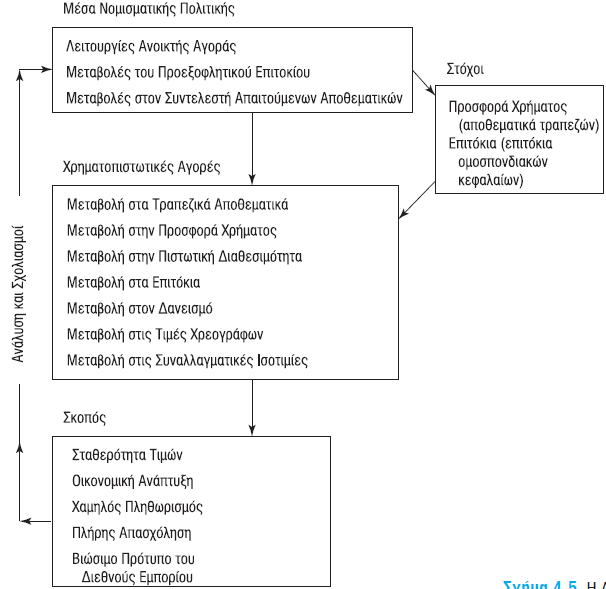 Μέσα Νομισματικής Πολιτικής
Λειτουργίες Ανοικτής Αγοράς
Μεταβολές του Προεξοφλητικού Επιτοκίου
Μεταβολές στον Συντελεστή Απαιτούμενων Αποθεματικών
Στόχοι
Προσφορά Χρήματος
(αποθεματικά τραπεζών)
Επιτόκια (επιτόκια
ομοσπονδιακών
κεφαλαίων)
Χρηματοπιστωτικές Αγορές
Μεταβολή στα Τραπεζικά Αποθεματικά
Μεταβολή στην Προσφορά Χρήματος
Μεταβολή στην Πιστωτική Διαθεσιμότητα
Μεταβολή στα Επιτόκια
Μεταβολή στον Δανεισμό
Μεταβολή στις Τιμές Χρεογράφων
Μεταβολή στις Συναλλαγματικές Ισοτιμίες
Ανάλυση και Σχολιασμοί
Σκοπός
Σταθερότητα Τιμών
Οικονομική Ανάπτυξη
Χαμηλός Πληθωρισμός
Πλήρης Απασχόληση
Βιώσιμο Πρότυπο του
Διεθνούς Εμπορίου
Σχήμα 4.5 Η